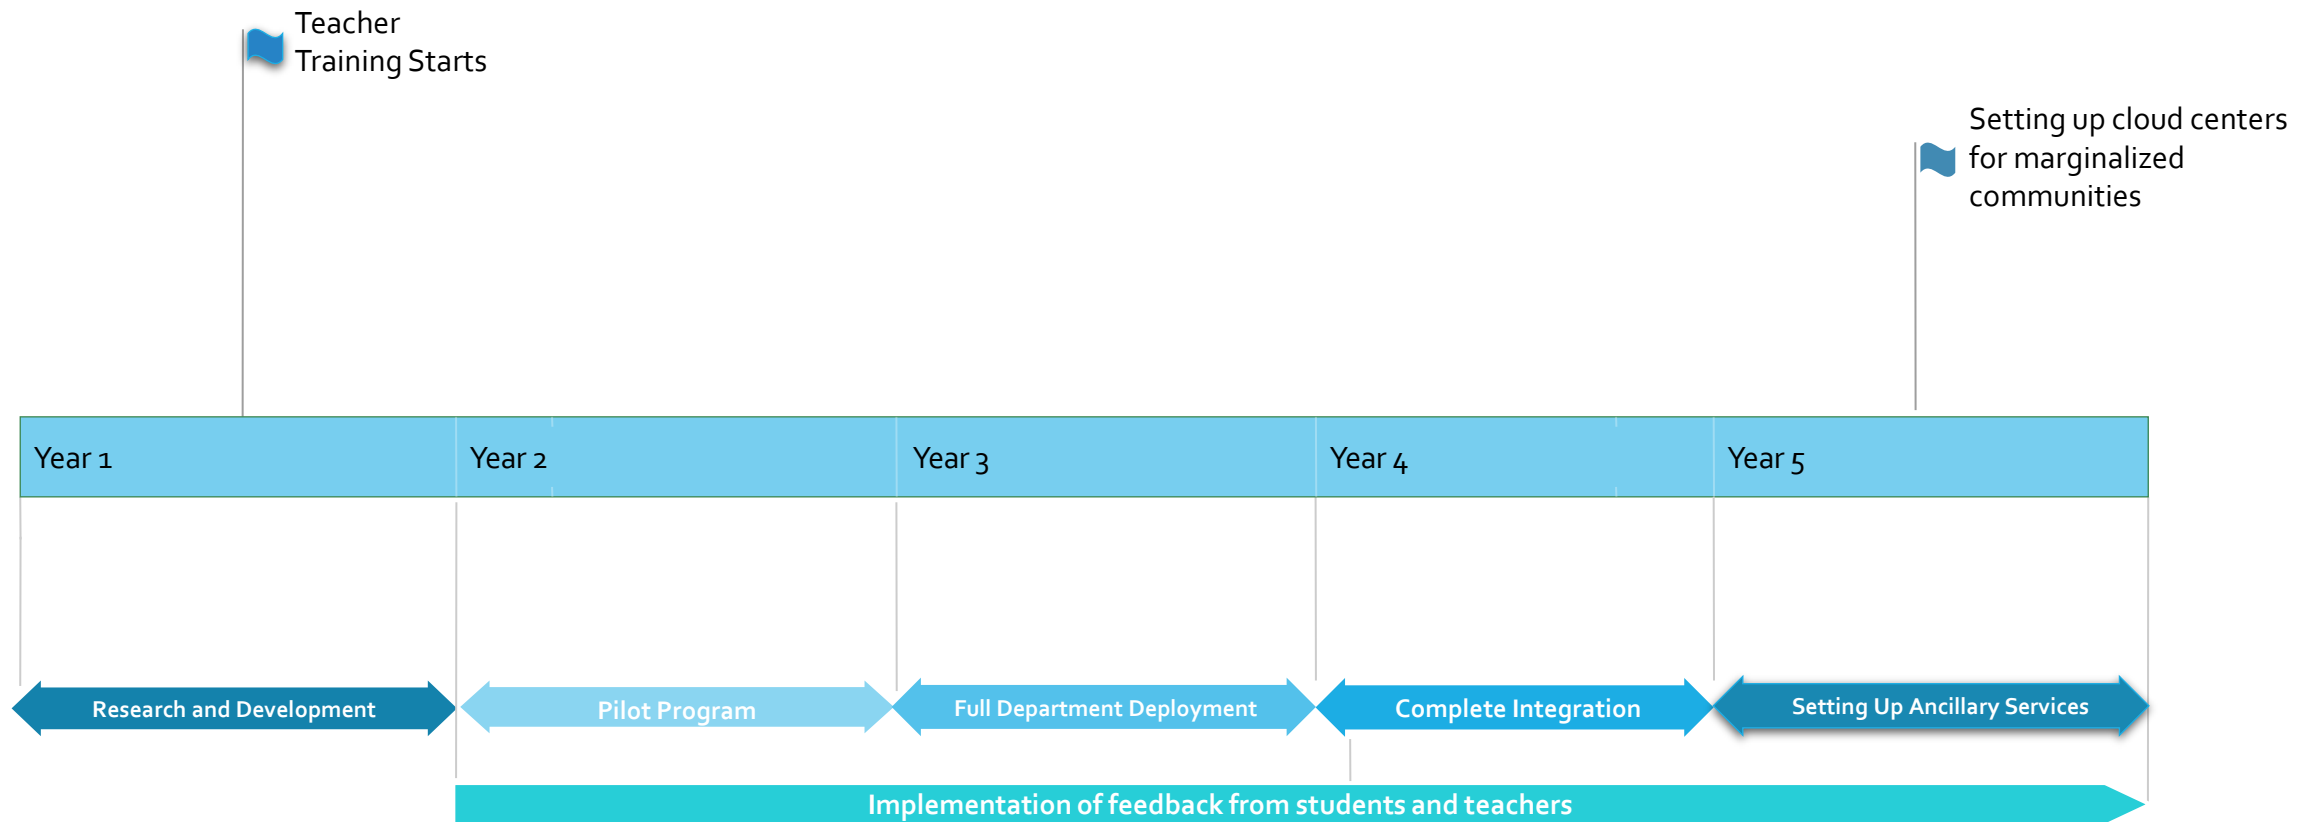 Teacher
Training Starts
Setting up cloud centers
for marginalized
communities
Year 1
Year 2
Year 3
Year 4
Year 5
Research and Development
Pilot Program
Full Department Deployment
Complete Integration
Setting Up Ancillary Services
Implementation of feedback from students and teachers